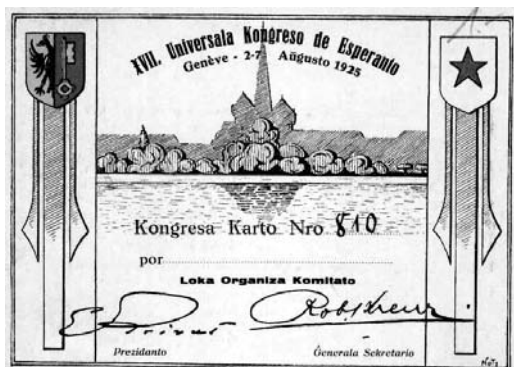 XVII. Universala Kongreso de Esperanto
Genève - 2-7 Aŭgusto 1925
Kongresa Karto Nro 810
por
Loka Organiza Komitato
Prezidanto
Ĝenerala Sekretario